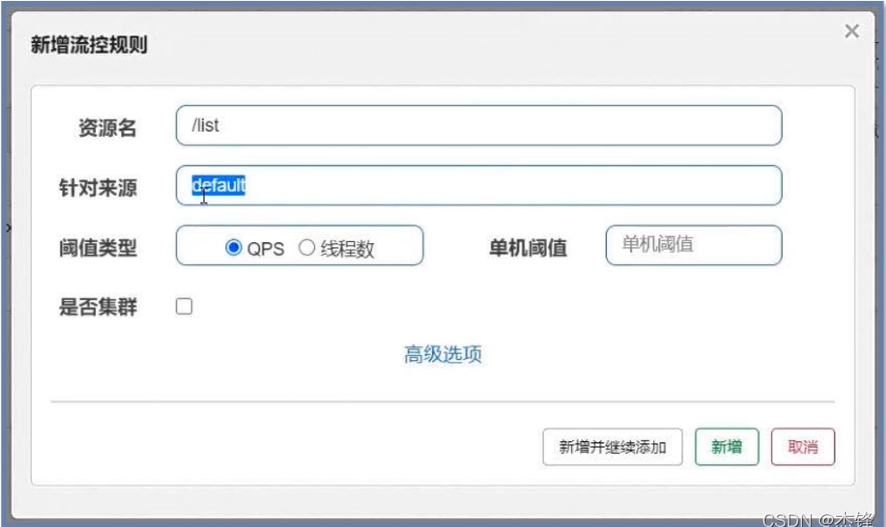 新增流控规则
×
资源名 /list
针对来源 default
阈值类型 QPS 线程数 单机阈值 单机阈值
是否集群
高级选项
新增并继续添加 新增 取消
CSDN @杰锋